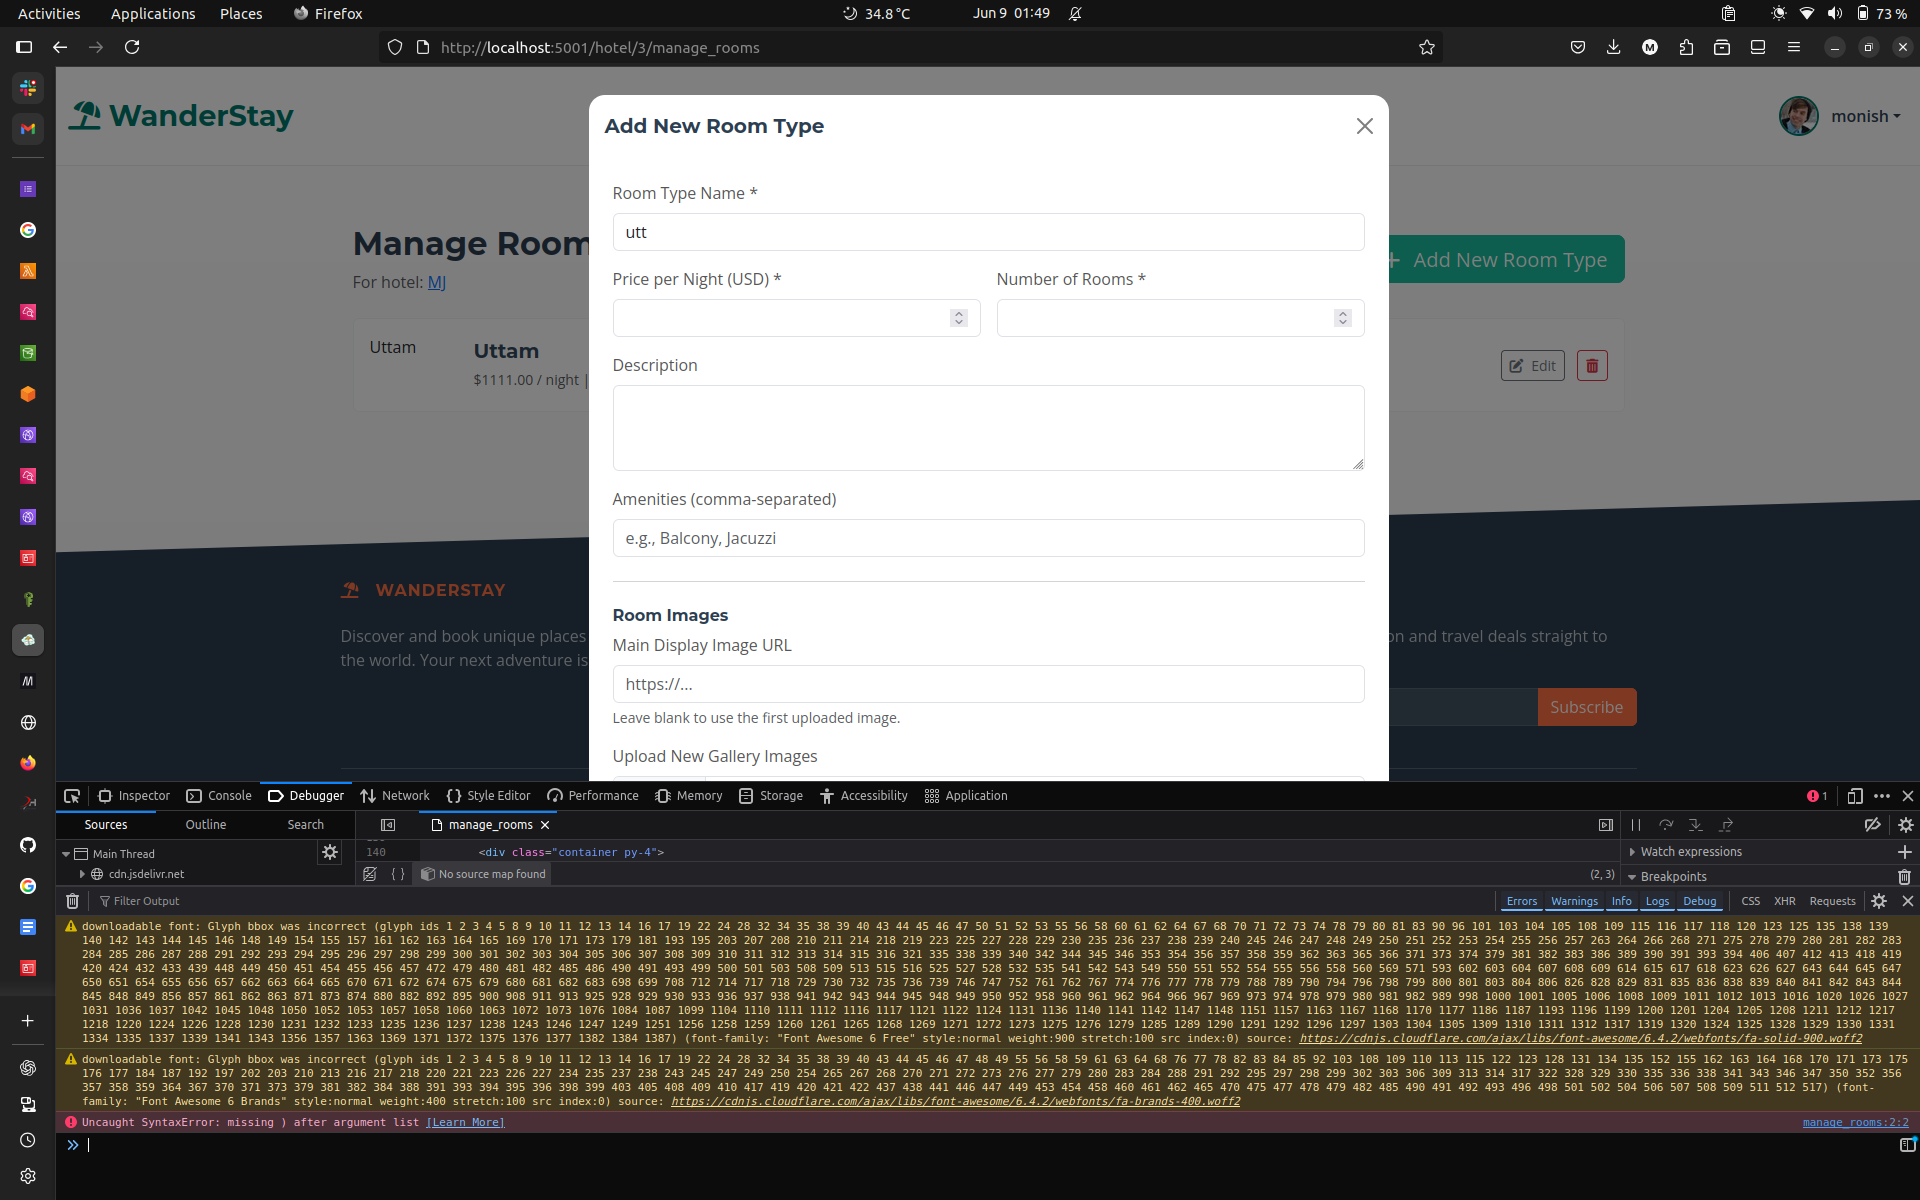 Activities Applications Places Firefox 34.8 °C Jun 9 01:49 73 %
http://localhost:5001/hotel/3/manage_rooms
WanderStay
monish
Add New Room Type
Room Type Name *
utt
Manage Room
Add New Room Type
For hotel: MJ
Price per Night (USD) * Number of Rooms *
Uttam
Uttam
$1111.00 / night |
Edit
Description
Amenities (comma-separated)
e.g., Balcony, Jacuzzi
WANDERSTAY
Room Images
Discover and book unique places
on and travel deals straight to
Main Display Image URL
the world. Your next adventure is
https://...
Subscribe
Leave blank to use the first uploaded image.
Upload New Gallery Images
Inspector Console Debugger Network Style Editor Performance Memory Storage Accessibility Application 1
Sources Outline Search manage_rooms
Main Thread
140 <div class="container py-4">
Watch expressions
cdn.jsdelivr.net
No source map found
(2, 3)
Breakpoints
Filter Output
Errors Warnings Info Logs Debug CSS XHR Requests
downloadable font: Glyph bbox was incorrect (glyph ids 1 2 3 4 5 8 9 10 11 12 13 14 16 17 19 22 24 28 32 34 35 38 39 40 43 44 45 46 47 50 51 52 53 55 56 58 60 61 62 64 67 68 70 71 72 73 74 78 79 80 81 83 90 96 101 103 104 105 108 109 115 116 117 118 120 123 125 135 138 139
140 142 143 144 145 146 148 149 154 155 157 161 162 163 164 165 169 170 171 173 179 181 193 195 203 207 208 210 211 214 218 219 223 225 227 228 229 230 235 236 237 238 239 240 245 246 247 248 249 250 251 252 253 254 255 256 257 263 264 266 268 271 275 278 279 280 281 282 283
284 285 286 287 288 291 292 293 294 295 296 297 298 299 300 301 302 303 304 305 306 307 308 309 310 311 312 313 314 315 316 321 335 338 339 340 342 344 345 346 353 354 356 357 358 359 362 363 365 366 371 373 374 379 381 382 383 386 389 390 391 393 394 406 407 412 413 418 419
420 424 432 433 439 448 449 450 451 454 455 456 457 472 479 480 481 482 485 486 490 491 493 499 500 501 503 508 509 513 515 516 525 527 528 532 535 541 542 543 549 550 551 552 554 555 556 558 560 569 571 593 602 603 604 607 608 609 614 615 617 618 623 626 627 643 644 645 647
650 651 654 655 656 657 662 663 664 665 670 671 672 674 675 679 680 681 682 683 698 699 708 712 714 717 718 729 730 732 735 736 739 746 747 752 761 762 767 774 776 777 778 779 788 789 790 794 796 798 799 800 801 803 804 806 826 828 829 831 835 836 838 839 840 841 842 843 844
845 848 849 856 857 861 862 863 871 873 874 880 882 892 895 900 908 911 913 925 928 929 930 933 936 937 938 941 942 943 944 945 948 949 950 952 958 960 961 962 964 966 967 969 973 974 978 979 980 981 982 989 998 1000 1001 1005 1006 1008 1009 1011 1012 1013 1016 1020 1026 1027
1031 1036 1037 1042 1045 1048 1050 1052 1053 1057 1058 1060 1063 1072 1073 1076 1084 1087 1099 1104 1110 1111 1112 1116 1117 1121 1122 1124 1131 1136 1140 1141 1142 1147 1148 1151 1157 1163 1167 1168 1170 1177 1186 1187 1193 1196 1199 1200 1201 1204 1205 1208 1211 1212 1217
1218 1220 1224 1226 1228 1230 1231 1232 1233 1235 1236 1237 1238 1243 1246 1247 1249 1251 1256 1258 1259 1260 1261 1265 1268 1269 1271 1272 1273 1275 1276 1279 1285 1289 1290 1291 1292 1296 1297 1303 1304 1305 1309 1310 1311 1312 1317 1319 1320 1324 1325 1328 1329 1330 1331
1334 1335 1337 1339 1341 1343 1356 1357 1363 1369 1371 1372 1375 1376 1377 1382 1384 1387) (font-family: "Font Awesome 6 Free" style:normal weight:900 stretch:100 src index:0) source: https://cdnjs.cloudflare.com/ajax/libs/font-awesome/6.4.2/webfonts/fa-solid-900.woff2
downloadable font: Glyph bbox was incorrect (glyph ids 1 2 3 4 5 8 9 10 11 12 13 14 16 17 19 20 22 23 24 25 26 27 28 29 30 31 32 33 34 35 36 37 38 39 40 41 42 44 45 46 47 48 49 55 56 58 59 61 63 64 68 76 77 78 82 83 84 85 92 103 108 109 110 113 115 122 123 128 131 134 135 152 155 162 163 164 168 170 171 173 175
176 177 184 187 192 197 202 203 210 213 216 217 218 220 221 223 226 227 234 235 237 238 243 245 247 249 250 254 265 267 268 270 271 272 273 276 277 279 280 283 284 288 291 292 295 297 298 299 302 303 306 309 313 314 317 322 328 329 330 335 336 338 341 343 346 347 350 352 356
357 358 359 364 367 370 371 373 379 381 382 384 388 391 393 394 395 396 398 399 403 405 408 409 410 417 419 420 421 422 437 438 441 446 447 449 453 454 458 460 461 462 465 470 475 477 478 479 482 485 490 491 492 493 496 498 501 502 504 506 507 508 509 511 512 517) (font-
family: "Font Awesome 6 Brands" style:normal weight:400 stretch:100 src index:0) source: https://cdnjs.cloudflare.com/ajax/libs/font-awesome/6.4.2/webfonts/fa-brands-400.woff2
Uncaught SyntaxError: missing ) after argument list [Learn More] manage_rooms:2:2